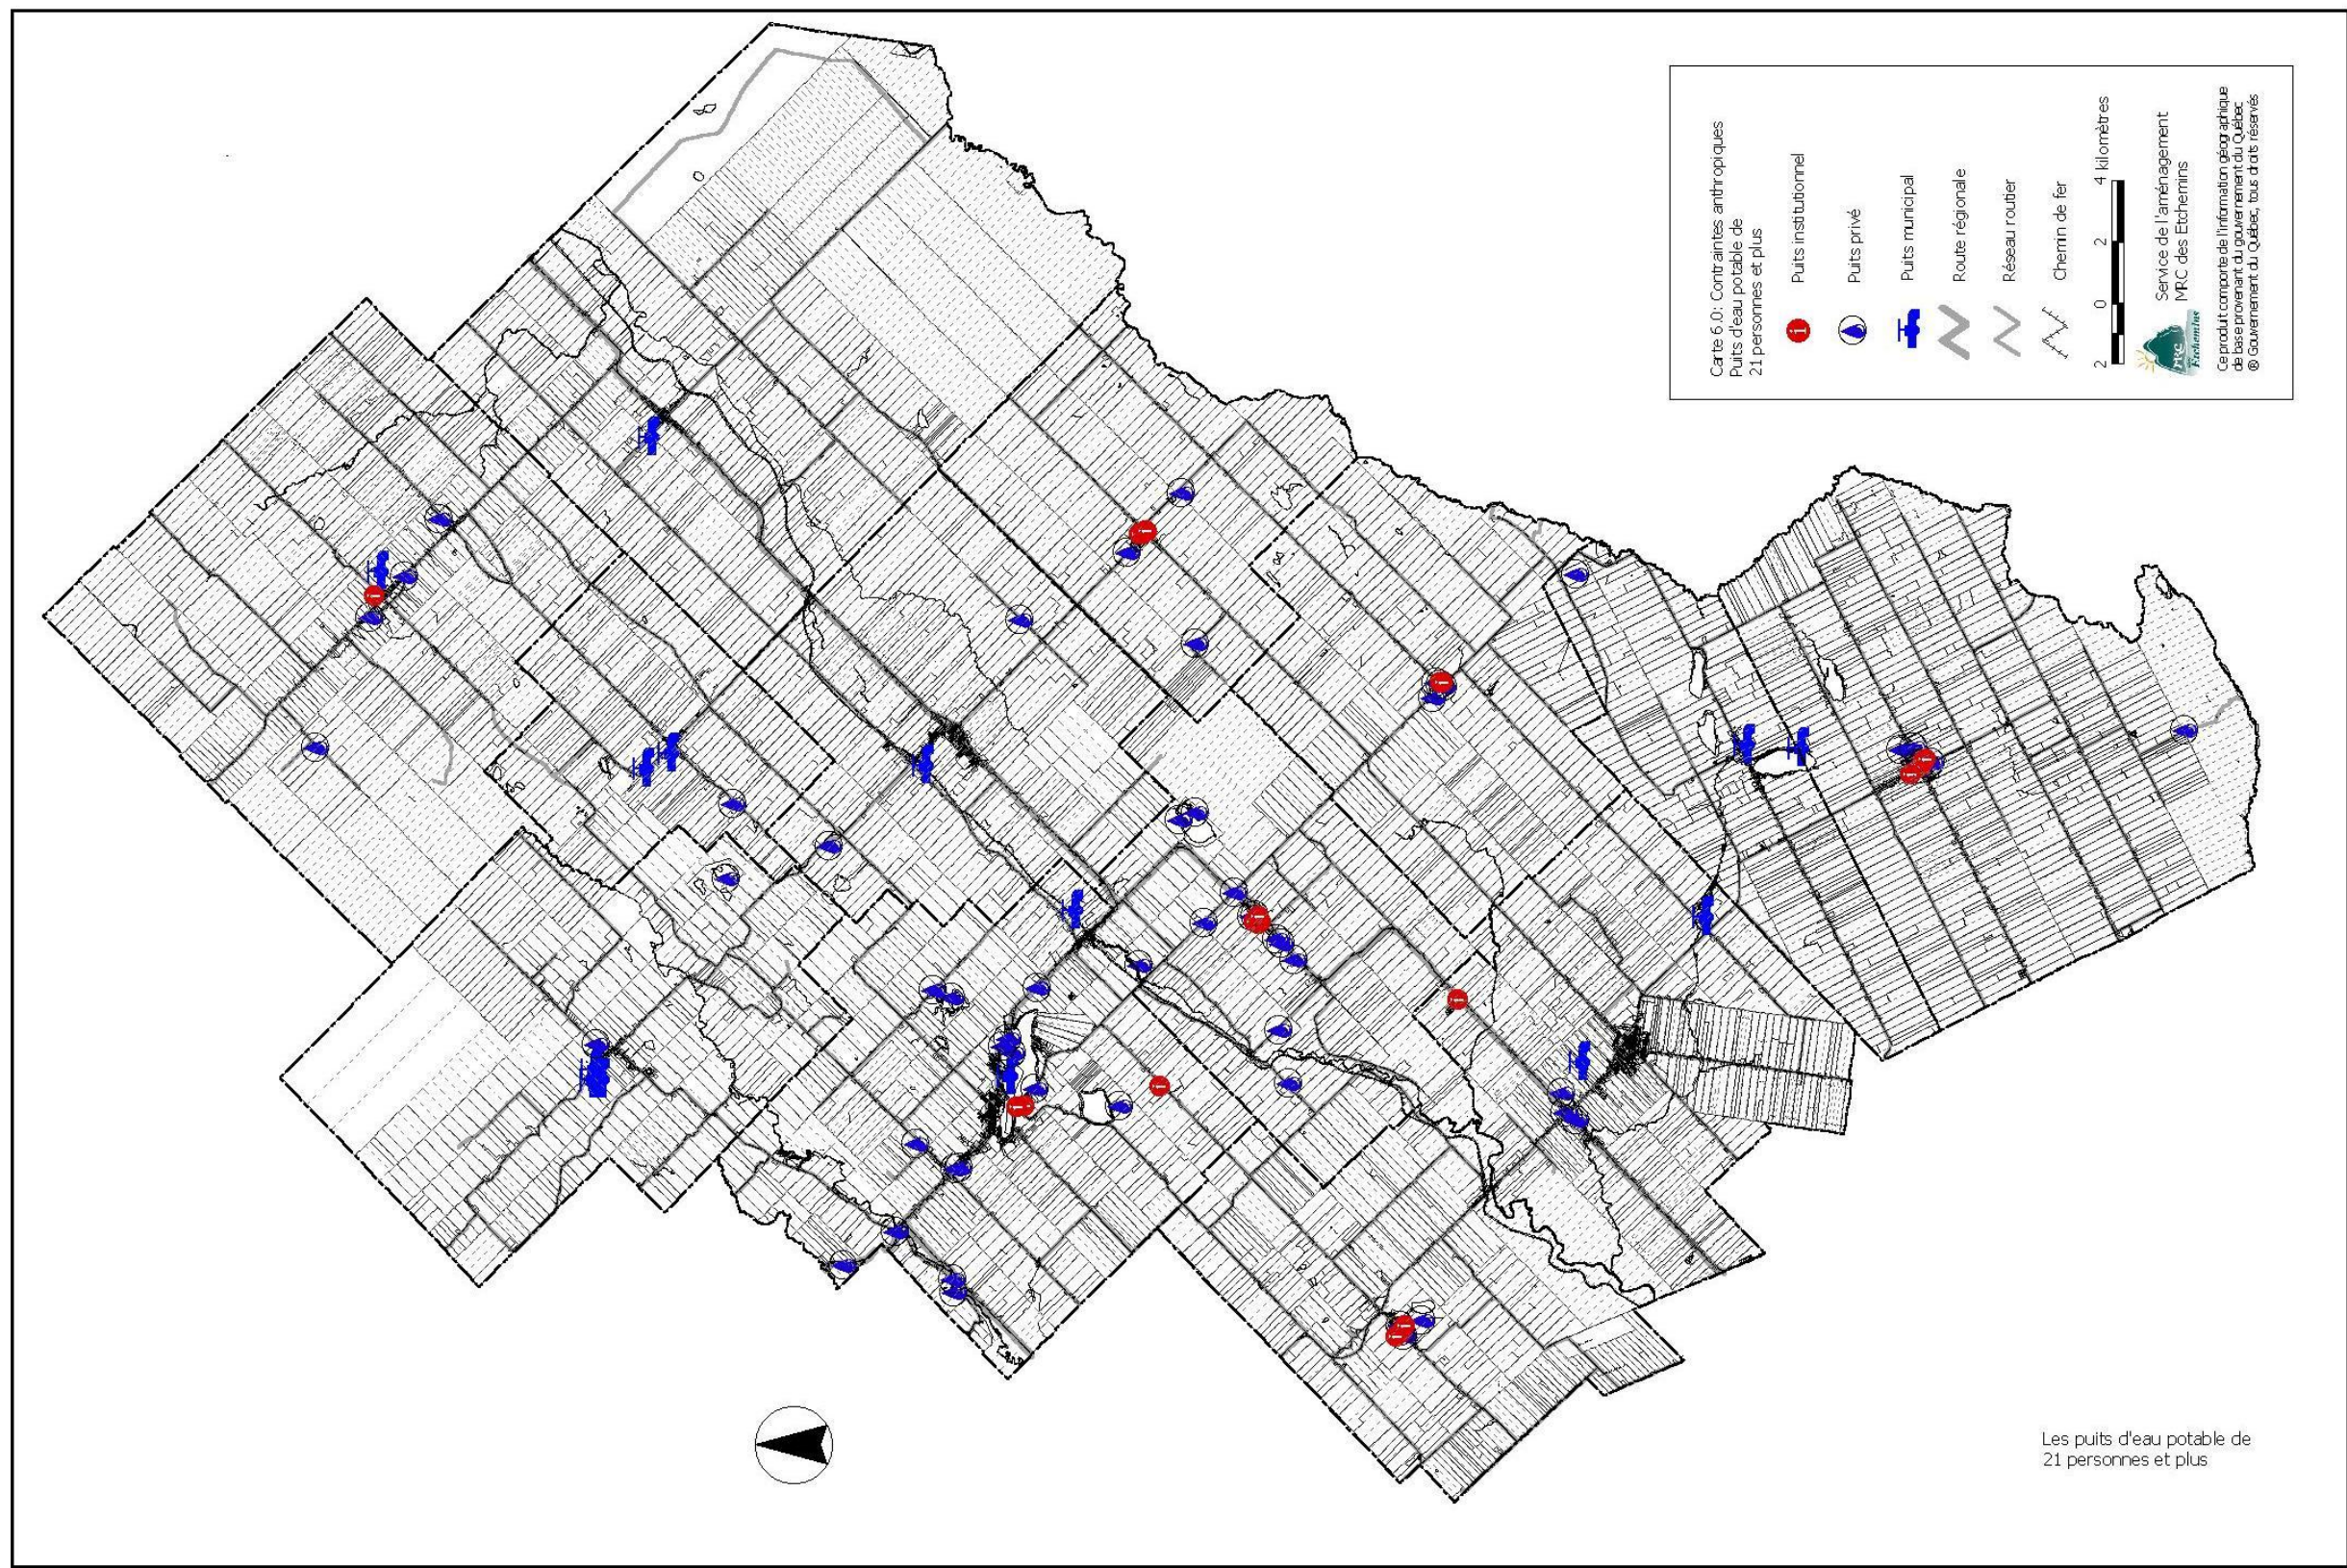 Carte 6.0: Contraintes anthropiques
Puits d'eau potable de
21 personnes et plus
Puits institutionnel
Puits privé
Puits municipal
Route régionale
Réseau routier
Chemin de fer
2 0 2 4 kilomètres
MRC
Etchemins
Service de l'aménagement
MRC des Etchemins
Ce produit comporte de l'information géographique
de base provenant du gouvernement du Québec
® Gouvernement du Québec, tous droits réservés
Les puits d'eau potable de
21 personnes et plus